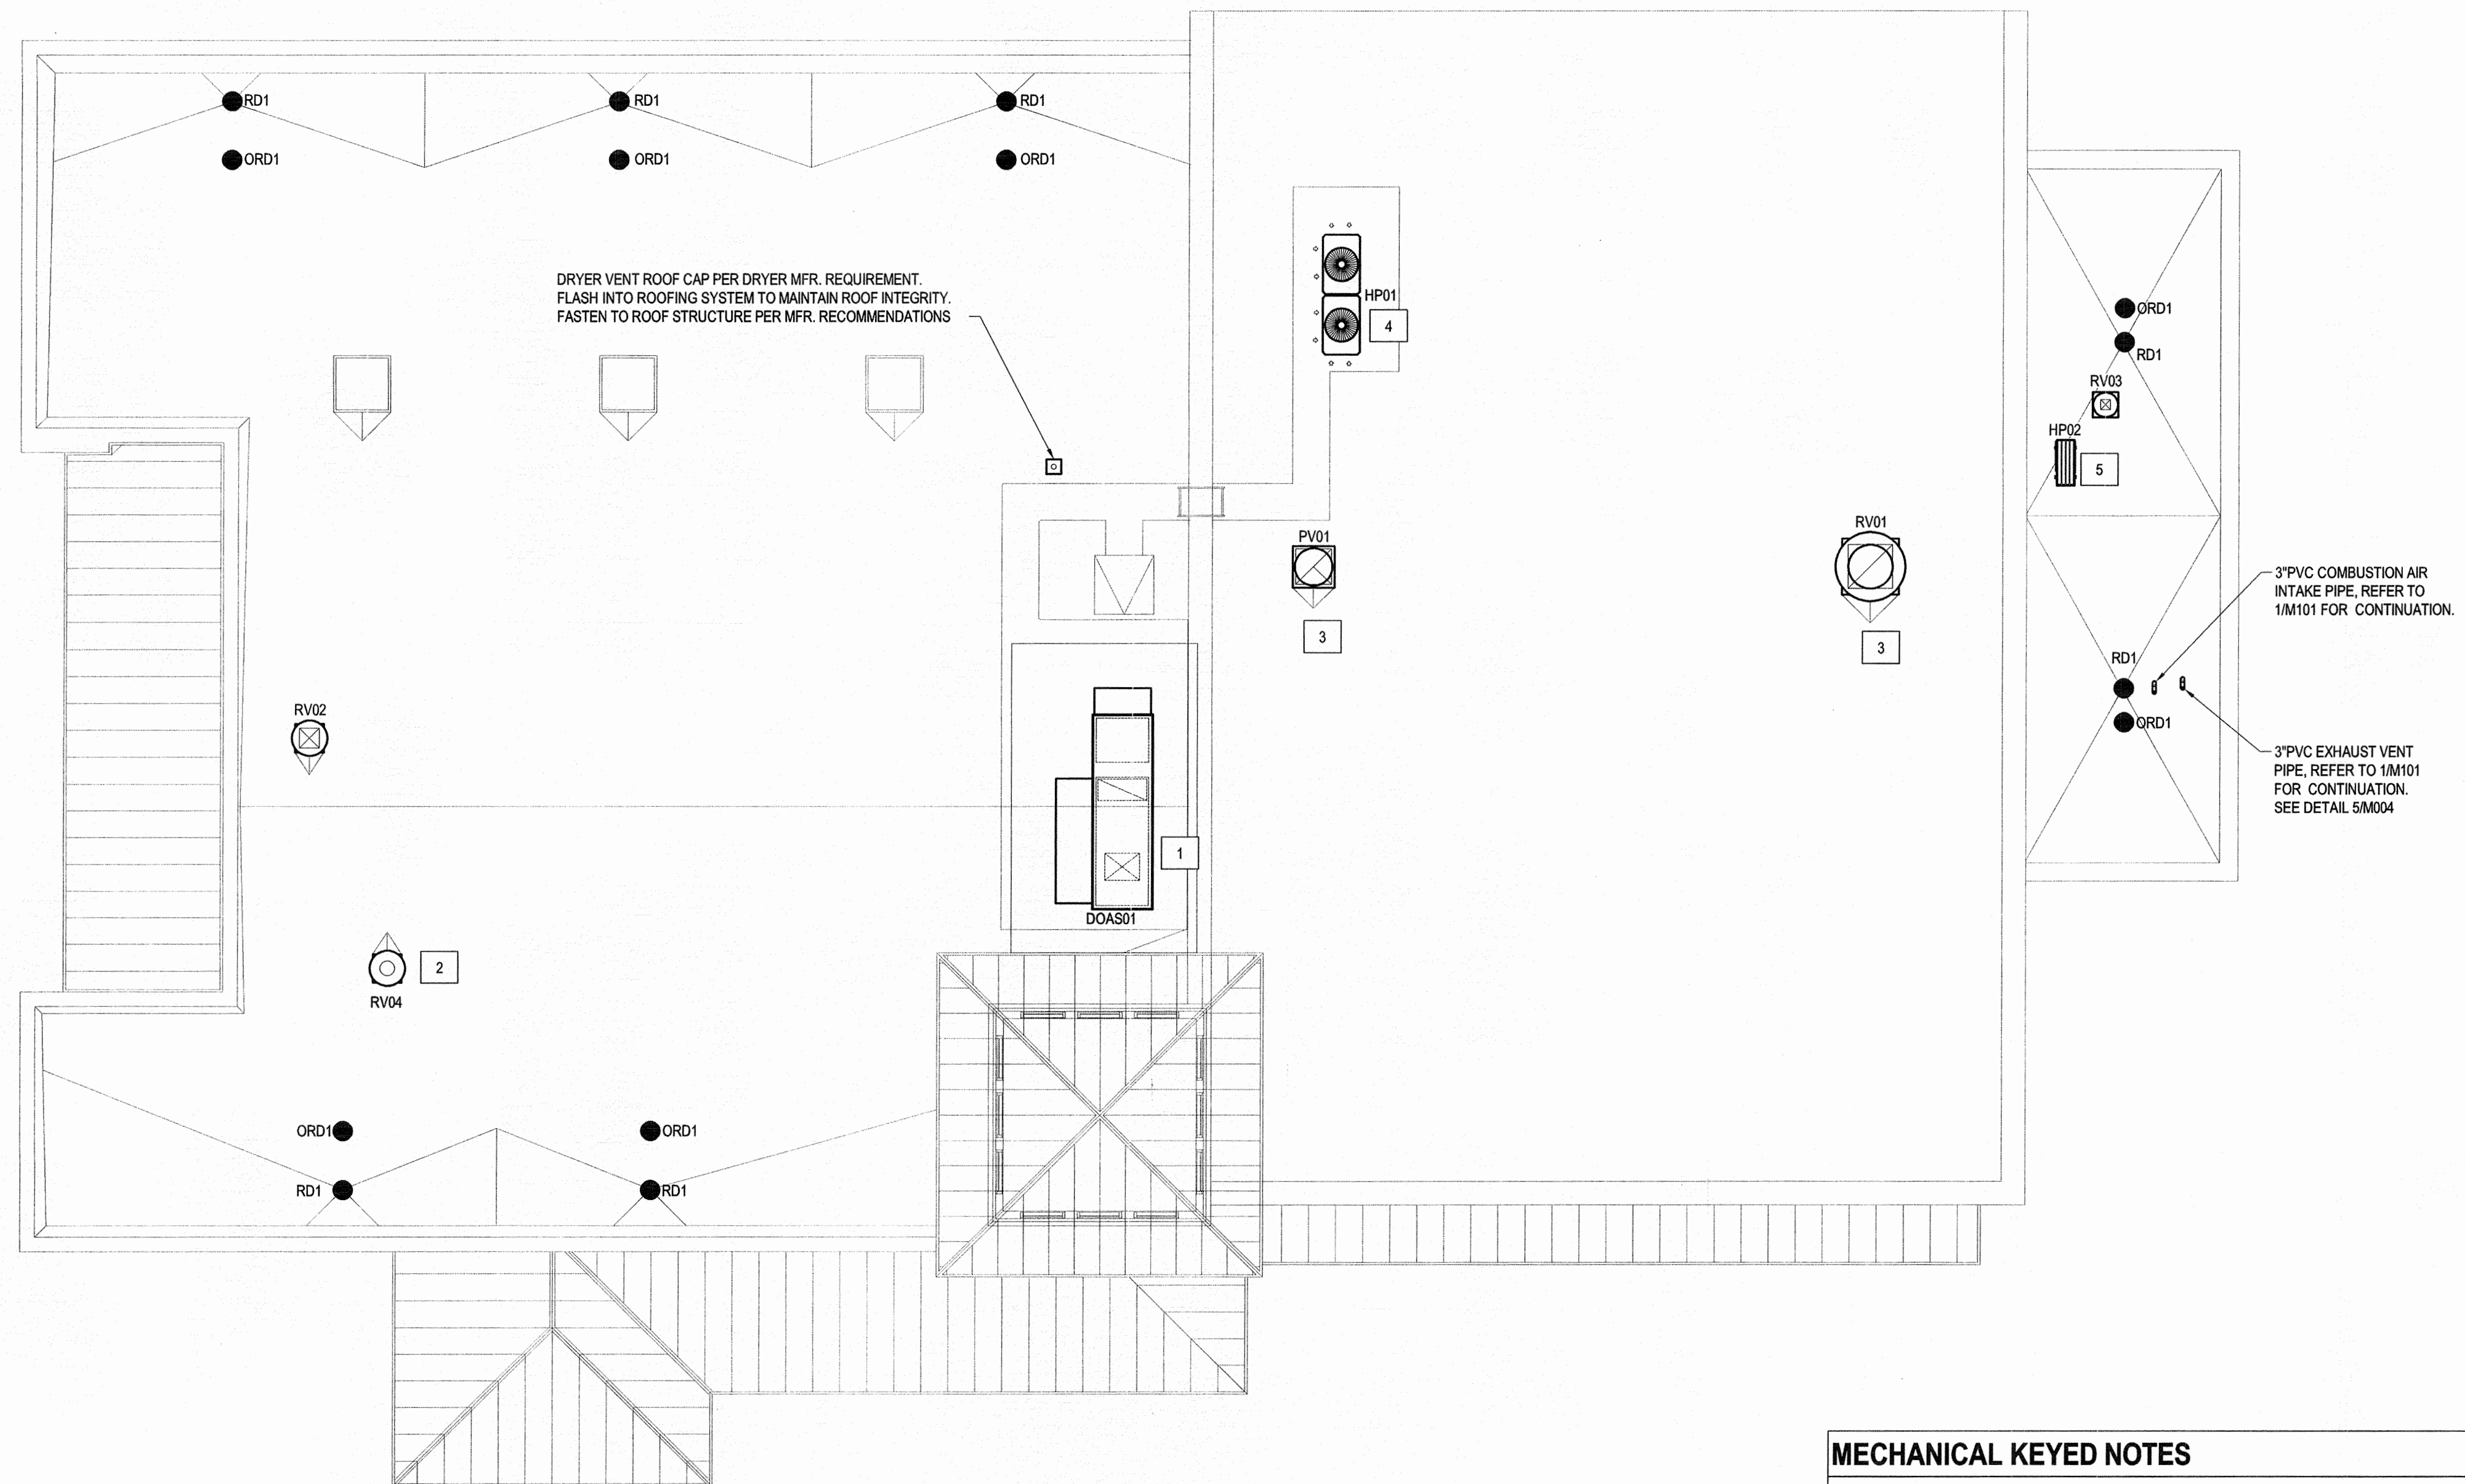 RD1
RD1
RD1
ORD1
ORD1
ORD1
DRYER VENT ROOF CAP PER DRYER MFR. REQUIREMENT.
FLASH INTO ROOFING SYSTEM TO MAINTAIN ROOF INTEGRITY.
FASTEN TO ROOF STRUCTURE PER MFR. RECOMMENDATIONS
HP01
4
ORD1
RD1
RV03
HP02
5
PV01
3
RV01
3
3"PVC COMBUSTION AIR
INTAKE PIPE, REFER TO
1/M101 FOR CONTINUATION.
RD1
ORD1
3"PVC EXHAUST VENT
PIPE, REFER TO 1/M101
FOR CONTINUATION.
SEE DETAIL 5/M004
RV02
1
DOAS01
2
RV04
ORD1
ORD1
RD1
RD1
MECHANICAL KEYED NOTES